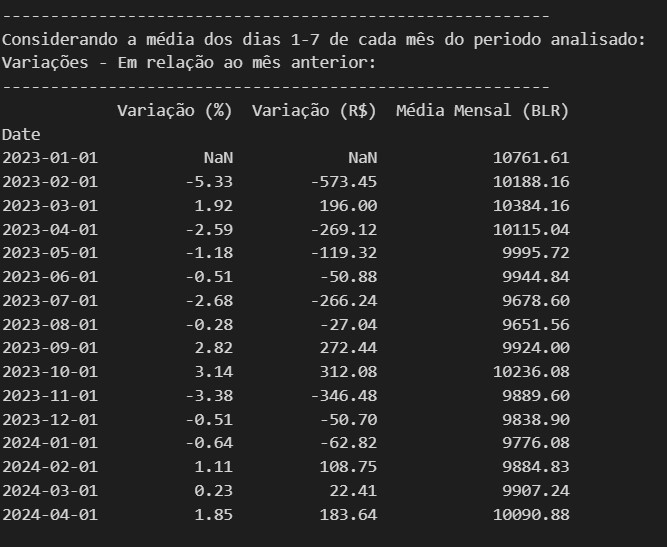 ---------------------------------------------------------
Considerando a média dos dias 1-7 de cada mês do periodo analisado:
Variações - Em relação ao mês anterior:
---------------------------------------------------------
Variação (%) Variação (R$) Média Mensal (BLR)
Date
2023-01-01 NaN NaN 10761.61
2023-02-01 -5.33 -573.45 10188.16
2023-03-01 1.92 196.00 10384.16
2023-04-01 -2.59 -269.12 10115.04
2023-05-01 -1.18 -119.32 9995.72
2023-06-01 -0.51 -50.88 9944.84
2023-07-01 -2.68 -266.24 9678.60
2023-08-01 -0.28 -27.04 9651.56
2023-09-01 2.82 272.44 9924.00
2023-10-01 3.14 312.08 10236.08
2023-11-01 -3.38 -346.48 9889.60
2023-12-01 -0.51 -50.70 9838.90
2024-01-01 -0.64 -62.82 9776.08
2024-02-01 1.11 108.75 9884.83
2024-03-01 0.23 22.41 9907.24
2024-04-01 1.85 183.64 10090.88